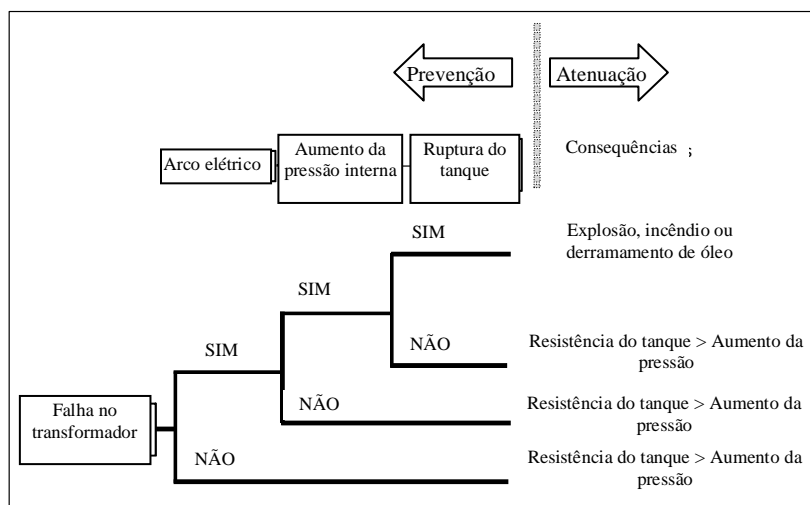 Prevenção
Atenuação
Arco elétrico
Aumento da
pressão interna
Ruptura do
tanque
Consequências ;
SIM
Explosão, incêndio ou
derramamento de óleo
SIM
NÃO
Resistência do tanque > Aumento da
pressão
SIM
NÃO
Resistência do tanque > Aumento da
pressão
Falha no
transformador
NÃO
Resistência do tanque > Aumento da
pressão